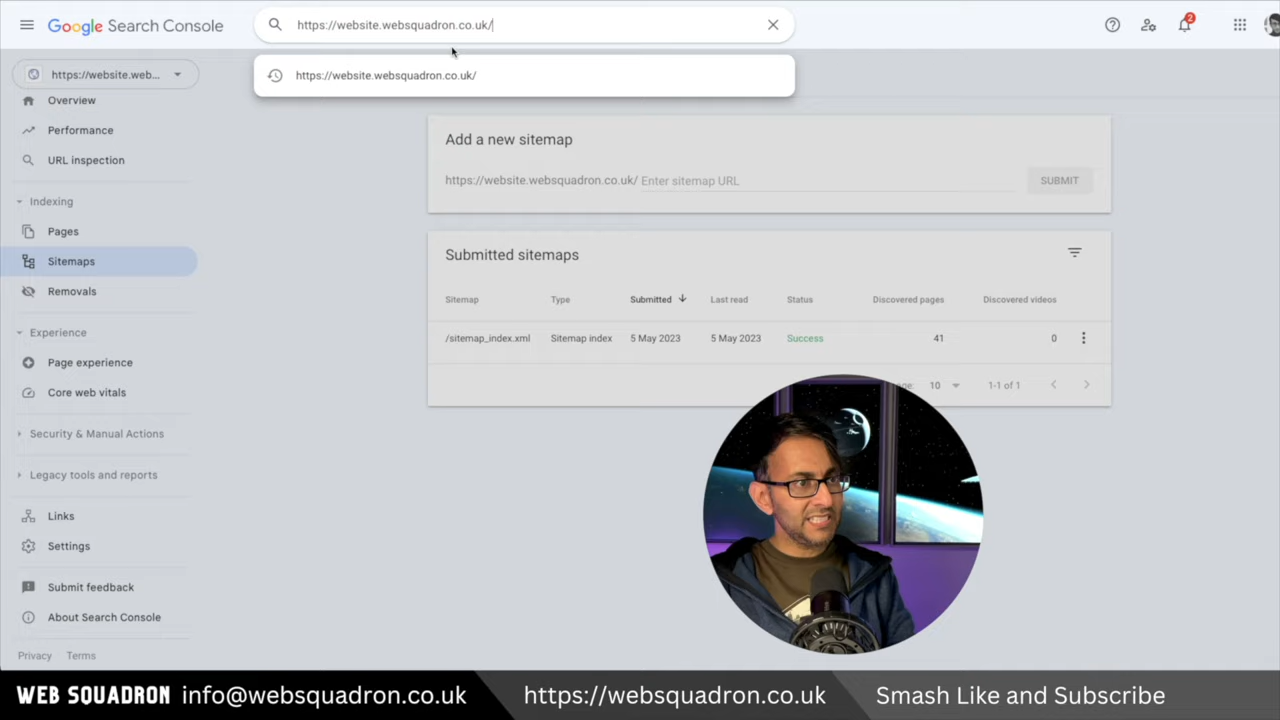 Google Search Console
https://website.websquadron.co.uk/
2
https://website.web...
https://website.websquadron.co.uk/
Overview
Performance
URL inspection
Indexing
Pages
Sitemaps
Removals
Experience
Page experience
Core web vitals
Security & Manual Actions
Legacy tools and reports
Links
Settings
Submit feedback
About Search Console
Privacy Terms
Add a new sitemap
https://website.websquadron.co.uk/ Enter sitemap URL SUBMIT
Submitted sitemaps
Sitemap Type Submitted Last read Status Discovered pages Discovered videos
/sitemap_index.xml Sitemap index 5 May 2023 5 May 2023 Success 41 0
10 1-1 of 1
WEB SQUADRON info@websquadron.co.uk https://websquadron.co.uk Smash Like and Subscribe